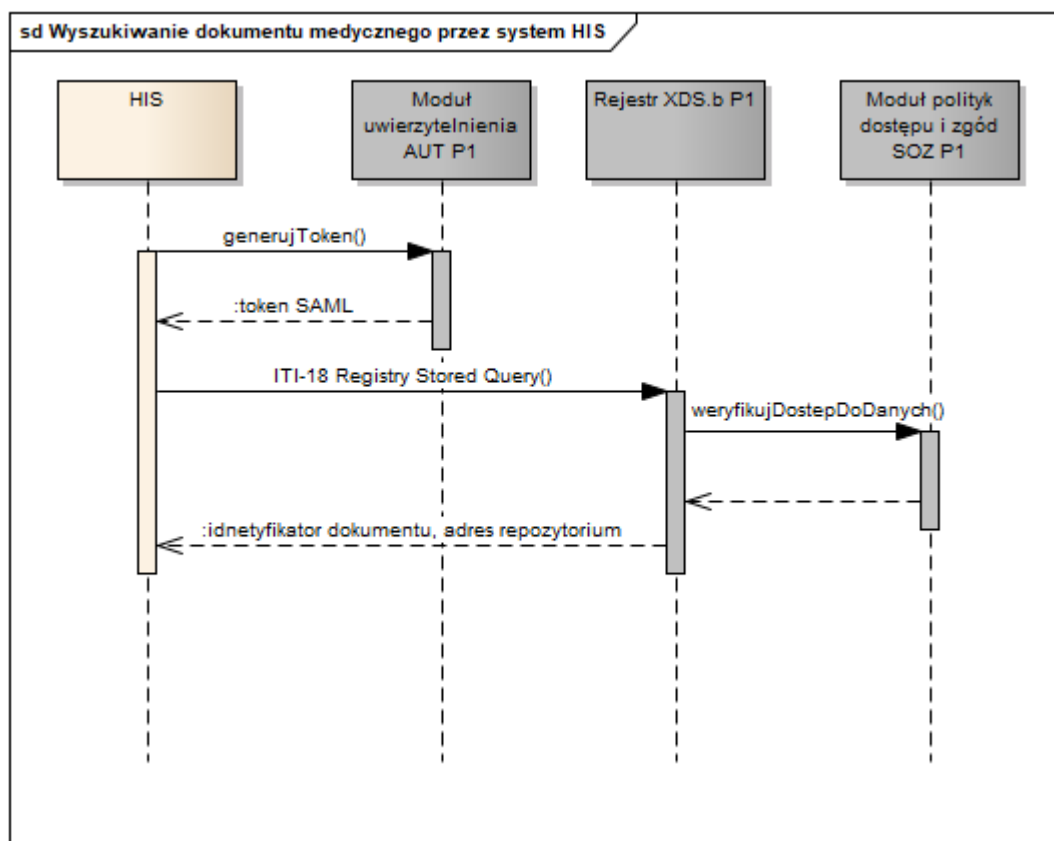 sd Wyszukiwanie dokumentu medycznego przez system HIS
HIS
Moduł
uwierzytelnienia
AUT P1
Rejestr XDS.b P1
Moduł polityk
dostępu i zgód
SOZ P1
generujToken()
:token SAML
ITI-18 Registry Stored Query()
weryfikujDostepDoDanych()
:idnetyfikator dokumentu, adres repozytorium